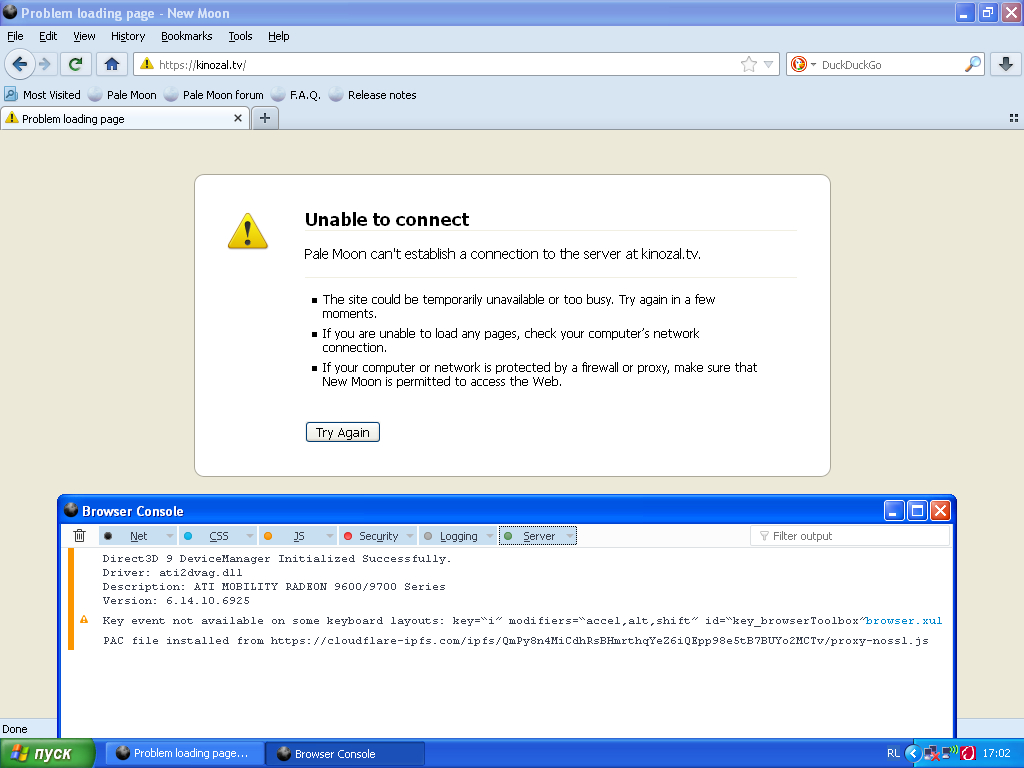 Problem loading page - New Moon
File Edit View History Bookmarks Tools Help
https://kinozal.tv/
DuckDuckGo
Most Visited Pale Moon Pale Moon forum F.A.Q. Release notes
Problem loading page
Unable to connect
Pale Moon can't establish a connection to the server at kinozal.tv.
The site could be temporarily unavailable or too busy. Try again in a few
moments.
If you are unable to load any pages, check your computer's network
connection.
If your computer or network is protected by a firewall or proxy, make sure that
New Moon is permitted to access the Web.
Try Again
Browser Console
Net CSS JS Security Logging Server Filter output
Direct3D 9 DeviceManager Initialized Successfully.
Driver: ati2dvag.dll
Description: ATI MOBILITY RADEON 9600/9700 Series
Version: 6.14.10.6925
Key event not available on some keyboard layouts: key="i" modifiers="accel,alt,shift" id="key_browserToolbox" browser.xul
PAC file installed from https://cloudflare-ipfs.com/ipfs/QmPy8n4MiCdhRsBHmrthqYeZ6iQEpp98e5tB7BUYo2MCTv/proxy-nossl.js
Done
пуск Problem loading page... Browser Console RL 17:02